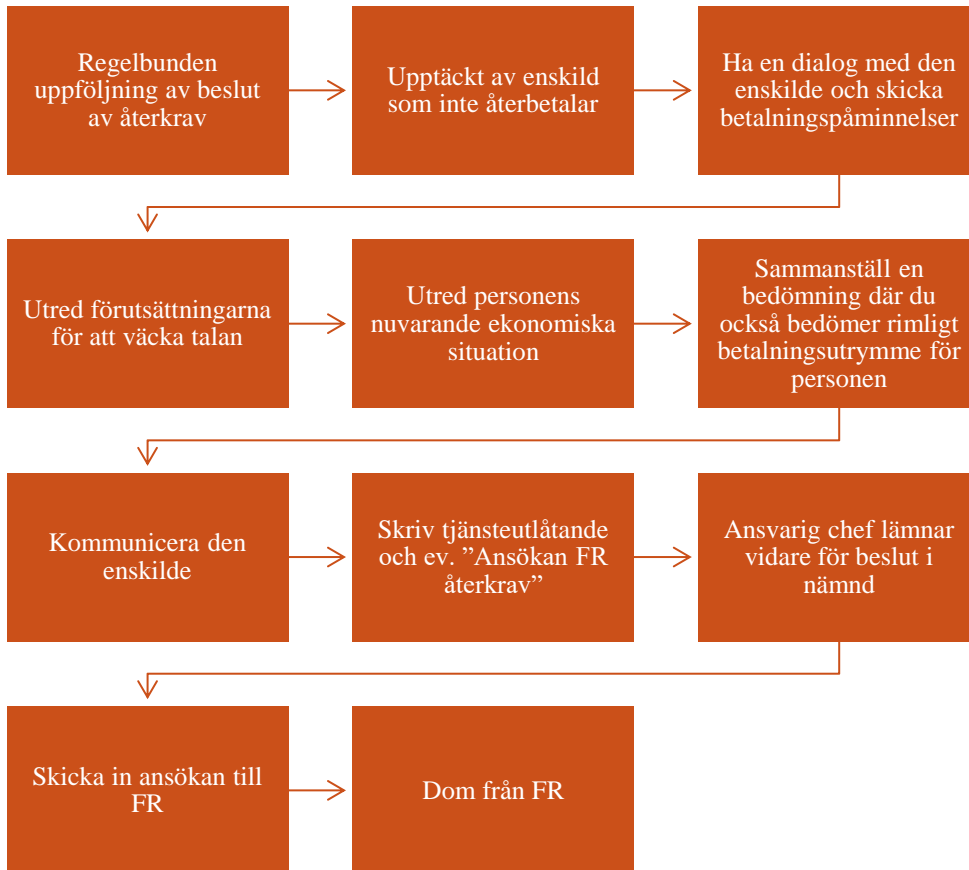 Regelbunden
uppföljning av beslut
av återkrav
Upptäckt av enskild
som inte återbetalar
Ha en dialog med den
enskilde och skicka
betalningspåminnelser
Utred förutsättningarna
för att väcka talan
Utred personens
nuvarande ekonomiska
situation
Sammanställ en
bedömning där du
också bedömer rimligt
betalningsutrymme för
personen
Kommunicera den
enskilde
Skriv tjänsteutlåtande
och ev. ”Ansökan FR
återkrav”
Ansvarig chef lämnar
vidare för beslut i
nämnd
Skicka in ansökan till
FR
Dom från FR